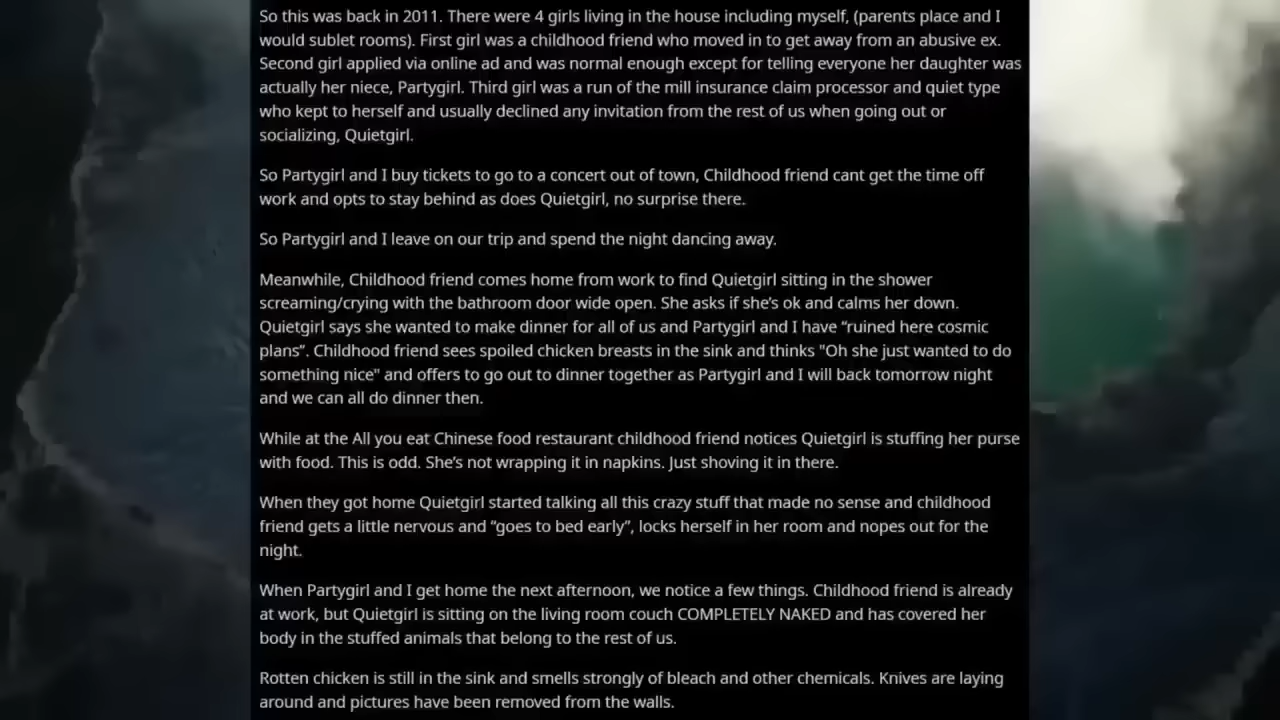 So this was back in 2011. There were 4 girls living in the house including myself, (parents place and I
would sublet rooms). First girl was a childhood friend who moved in to get away from an abusive ex.
Second girl applied via online ad and was normal enough except for telling everyone her daughter was
actually her niece, Partygirl. Third girl was a run of the mill insurance claim processor and quiet type
who kept to herself and usually declined any invitation from the rest of us when going out or
socializing, Quietgirl.
So Partygirl and I buy tickets to go to a concert out of town, Childhood friend cant get the time off
work and opts to stay behind as does Quietgirl, no surprise there.
So Partygirl and I leave on our trip and spend the night dancing away.
Meanwhile, Childhood friend comes home from work to find Quietgirl sitting in the shower
screaming/crying with the bathroom door wide open. She asks if she’s ok and calms her down.
Quietgirl says she wanted to make dinner for all of us and Partygirl and I have “ruined here cosmic
plans”. Childhood friend sees spoiled chicken breasts in the sink and thinks "Oh she just wanted to do
something nice" and offers to go out to dinner together as Partygirl and I will back tomorrow night
and we can all do dinner then.
While at the All you eat Chinese food restaurant childhood friend notices Quietgirl is stuffing her purse
with food. This is odd. She’s not wrapping it in napkins. Just shoving it in there.
When they got home Quietgirl started talking all this crazy stuff that made no sense and childhood
friend gets a little nervous and “goes to bed early”, locks herself in her room and nopes out for the
night.
When Partygirl and I get home the next afternoon, we notice a few things. Childhood friend is already
at work, but Quietgirl is sitting on the living room couch COMPLETELY NAKED and has covered her
body in the stuffed animals that belong to the rest of us.
Rotten chicken is still in the sink and smells strongly of bleach and other chemicals. Knives are laying
around and pictures have been removed from the walls.